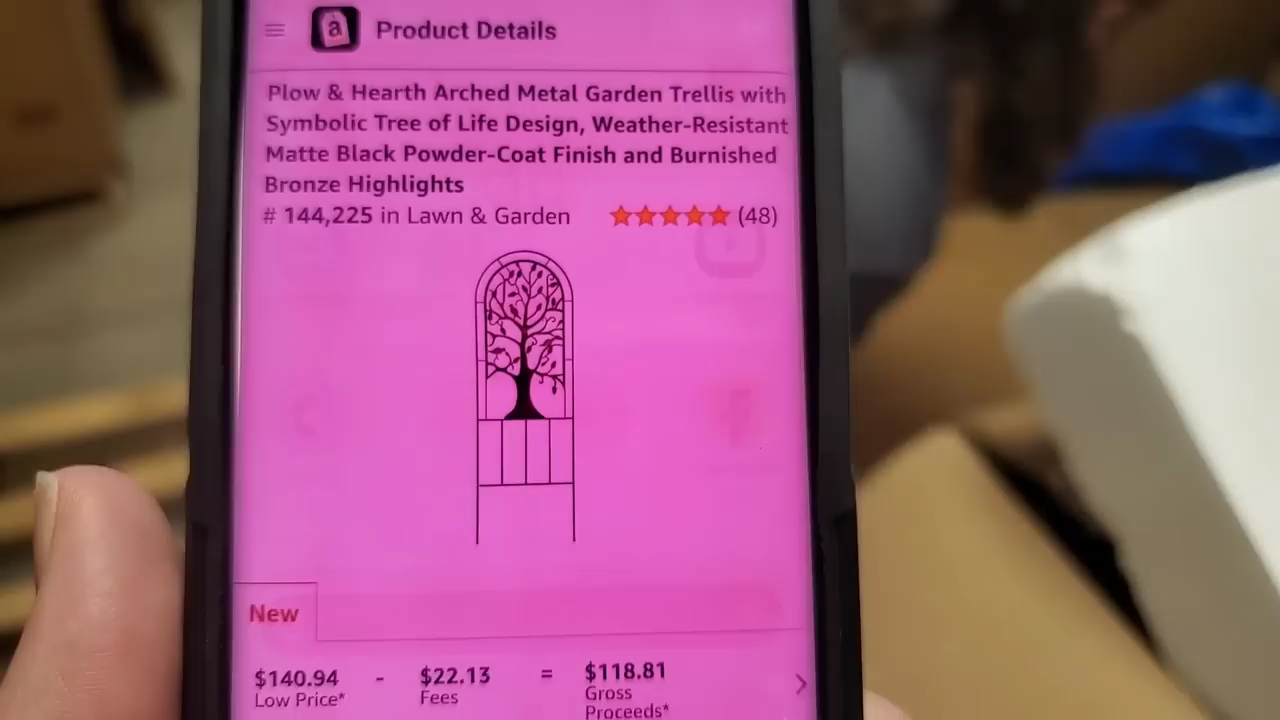 Product Details
Plow & Hearth Arched Metal Garden Trellis with
Symbolic Tree of Life Design, Weather-Resistant
Matte Black Powder-Coat Finish and Burnished
Bronze Highlights
# 144,225 in Lawn & Garden (48)
New
$140.94 - $22.13 = $118.81
Low Price* Fees Gross
Proceeds*